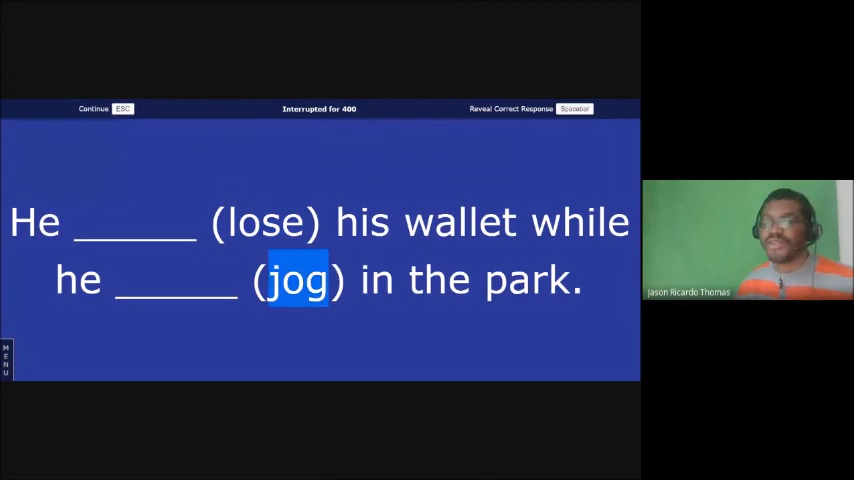 Continue ESC Interrupted for 400 Reveal Correct Response Spacebar
He ______ (lose) his wallet while
he ______ (jog) in the park.
Jason Ricardo Thomas
MENU